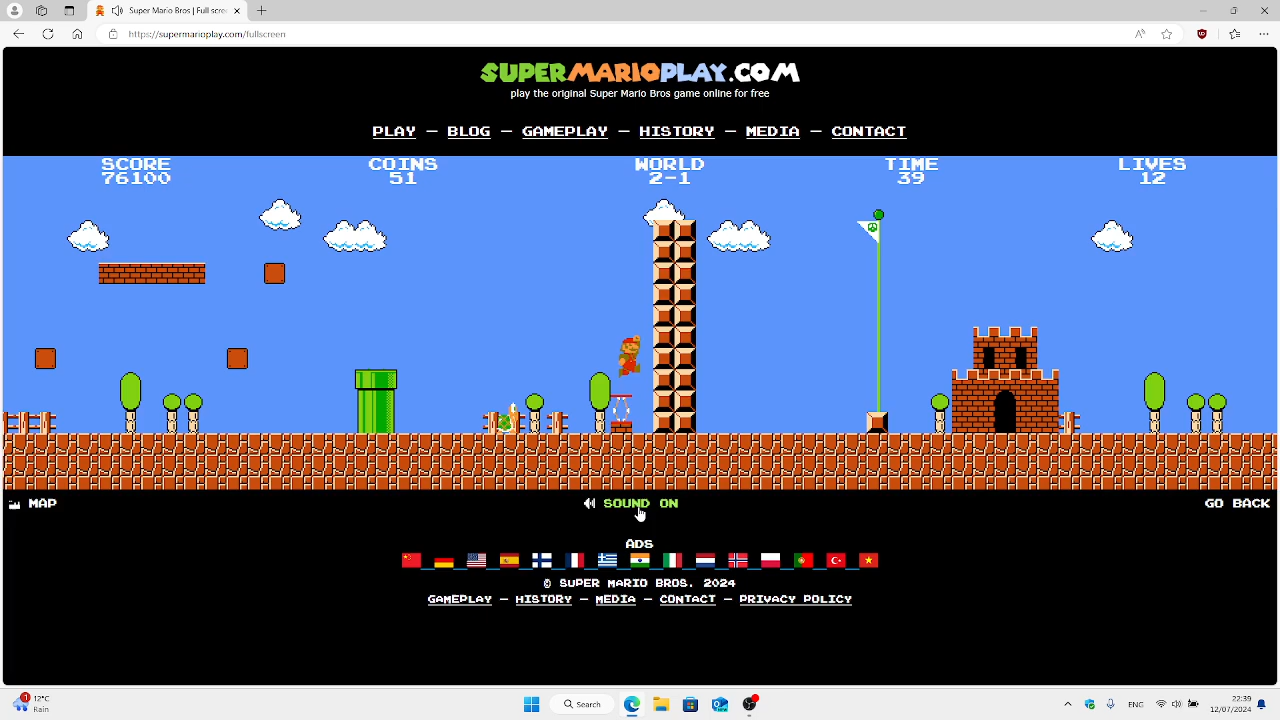 Super Mario Bros | Full scre
https://supermarioplay.com/fullscreen
SUPERMARIOPLAY.COM
play the original Super Mario Bros game online for free
PLAY — BLOG — GAMEPLAY — HISTORY — MEDIA — CONTACT
SCORE COINS WORLD TIME LIVES
76100 51 2-1 39 12
MAP SOUND ON GO BACK
ADS
© SUPER MARIO BROS. 2024
GAMEPLAY — HISTORY — MEDIA — CONTACT — PRIVACY POLICY
1 12°C
Rain
Search
ENG
22:39
12/07/2024